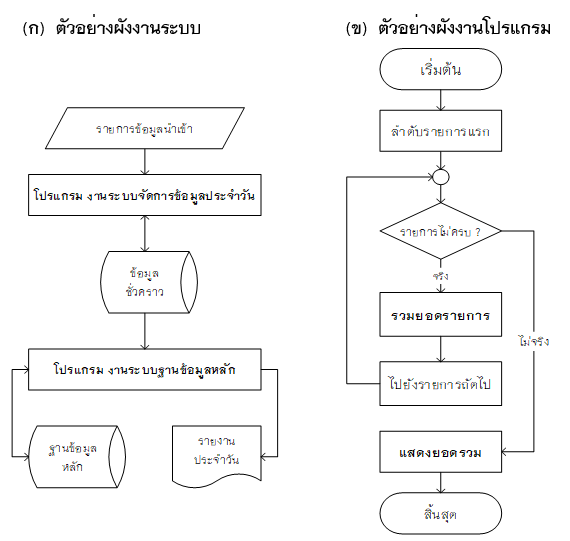 (ก) ตัวอย่างผังงานระบบ
รายการข้อมูลนำเข้า
โปรแกรม งานระบบจัดการข้อมูลประจำวัน
ข้อมูล
ชั่วคราว
โปรแกรม งานระบบฐานข้อมูลหลัก
ฐานข้อมูล
หลัก
รายงาน
ประจำวัน
(ข) ตัวอย่างผังงานโปรแกรม
เริ่มต้น
ลำดับรายการแรก
รายการไม่ครบ ?
จริง
ไม่จริง
รวมยอดรายการ
ไปยังรายการถัดไป
แสดงยอดรวม
สิ้นสุด